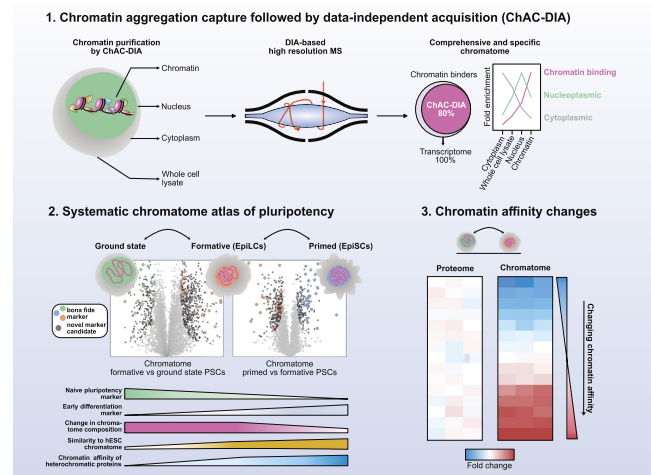 1. Chromatin aggregation capture followed by data-independent acquisition (ChAC-DIA)
Chromatin purification
by ChAC-DIA
Chromatin
Nucleus
Cytoplasm
Whole cell
lysate
DIA-based
high resolution MS
Comprehensive and specific
chromatome
Chromatin binders
ChAC-DIA
80%
Transcriptome
100%
Fold enrichment
Cytoplasm
Whole cell lysate
Nucleus
Chromatin
Chromatin binding
Nucleoplasmic
Cytoplasmic
2. Systematic chromatome atlas of pluripotency
Ground state
Formative (EpiLCs)
Primed (EpiSCs)
bona fide
marker
novel marker
candidate
Chromatome
formative vs ground state PSCs
Chromatome
primed vs formative PSCs
Naive pluripotency
marker
Early differentiation
marker
Change in chroma-
tome composition
Similarity to hESC
chromatome
Chromatin affinity of
heterochromatic proteins
3. Chromatin affinity changes
Proteome
Chromatome
Changing chromatin affinity
Fold change